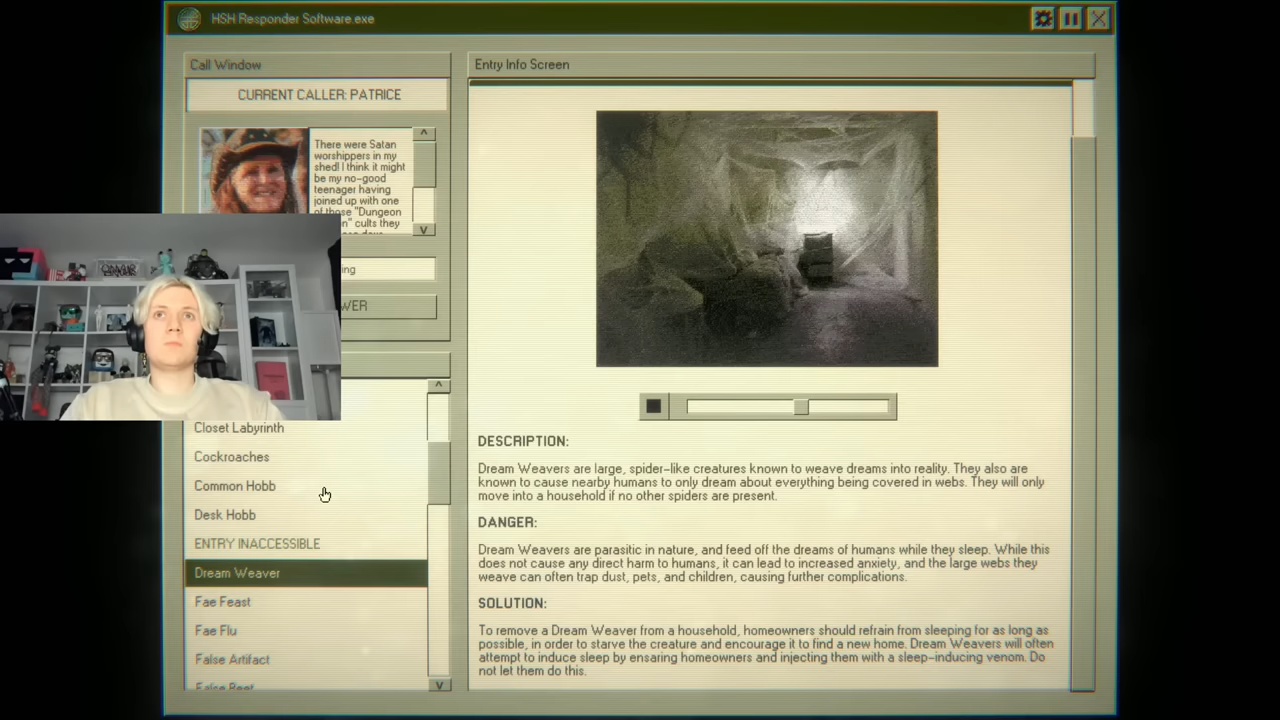 HSH Responder Software.exe
Call Window
CURRENT CALLER: PATRICE
There were Satan
worshippers in my
shed! I think it might
be my no-good
teenager having
joined up with one
of those "Dungeon
cults they
Closet Labyrinth
Cockroaches
Common Hobb
Desk Hobb
ENTRY INACCESSIBLE
Dream Weaver
Fae Feast
Fae Flu
False Artifact
Entry Info Screen
DESCRIPTION:
Dream Weavers are large, spider-like creatures known to weave dreams into reality. They also are
known to cause nearby humans to only dream about everything being covered in webs. They will only
move into a household if no other spiders are present.
DANGER:
Dream Weavers are parasitic in nature, and feed off the dreams of humans while they sleep. While this
does not cause any direct harm to humans, it can lead to increased anxiety, and the large webs they
weave can often trap dust, pets, and children, causing further complications.
SOLUTION:
To remove a Dream Weaver from a household, homeowners should refrain from sleeping for as long as
possible, in order to starve the creature and encourage it to find a new home. Dream Weavers will often
attempt to induce sleep by ensaring homeowners and injecting them with a sleep-inducing venom. Do
not let them do this.